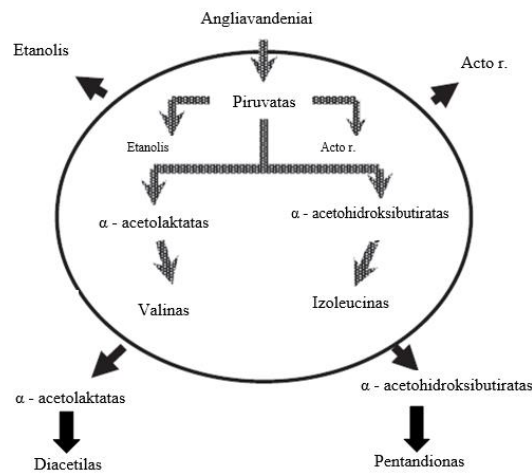 Angliavandeniai
Etanolis
Acto r.
Piruvatas
Etanolis
Acto r.
α - acetolaktatas
α - acetohidroksibutiratas
Valinas
Izoleucinas
α - acetolaktatas
α - acetohidroksibutiratas
Diacetilas
Pentandionas